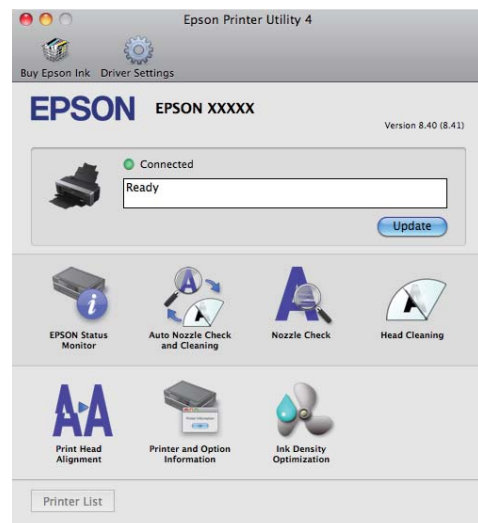 Epson Printer Utility 4
Buy Epson Ink Driver Settings
EPSON EPSON XXXXX
Version 8.40 (8.41)
Connected
Ready
Update
EPSON Status
Monitor
Auto Nozzle Check
and Cleaning
Nozzle Check
Head Cleaning
Print Head
Alignment
Printer and Option
Information
Ink Density
Optimization
Printer List